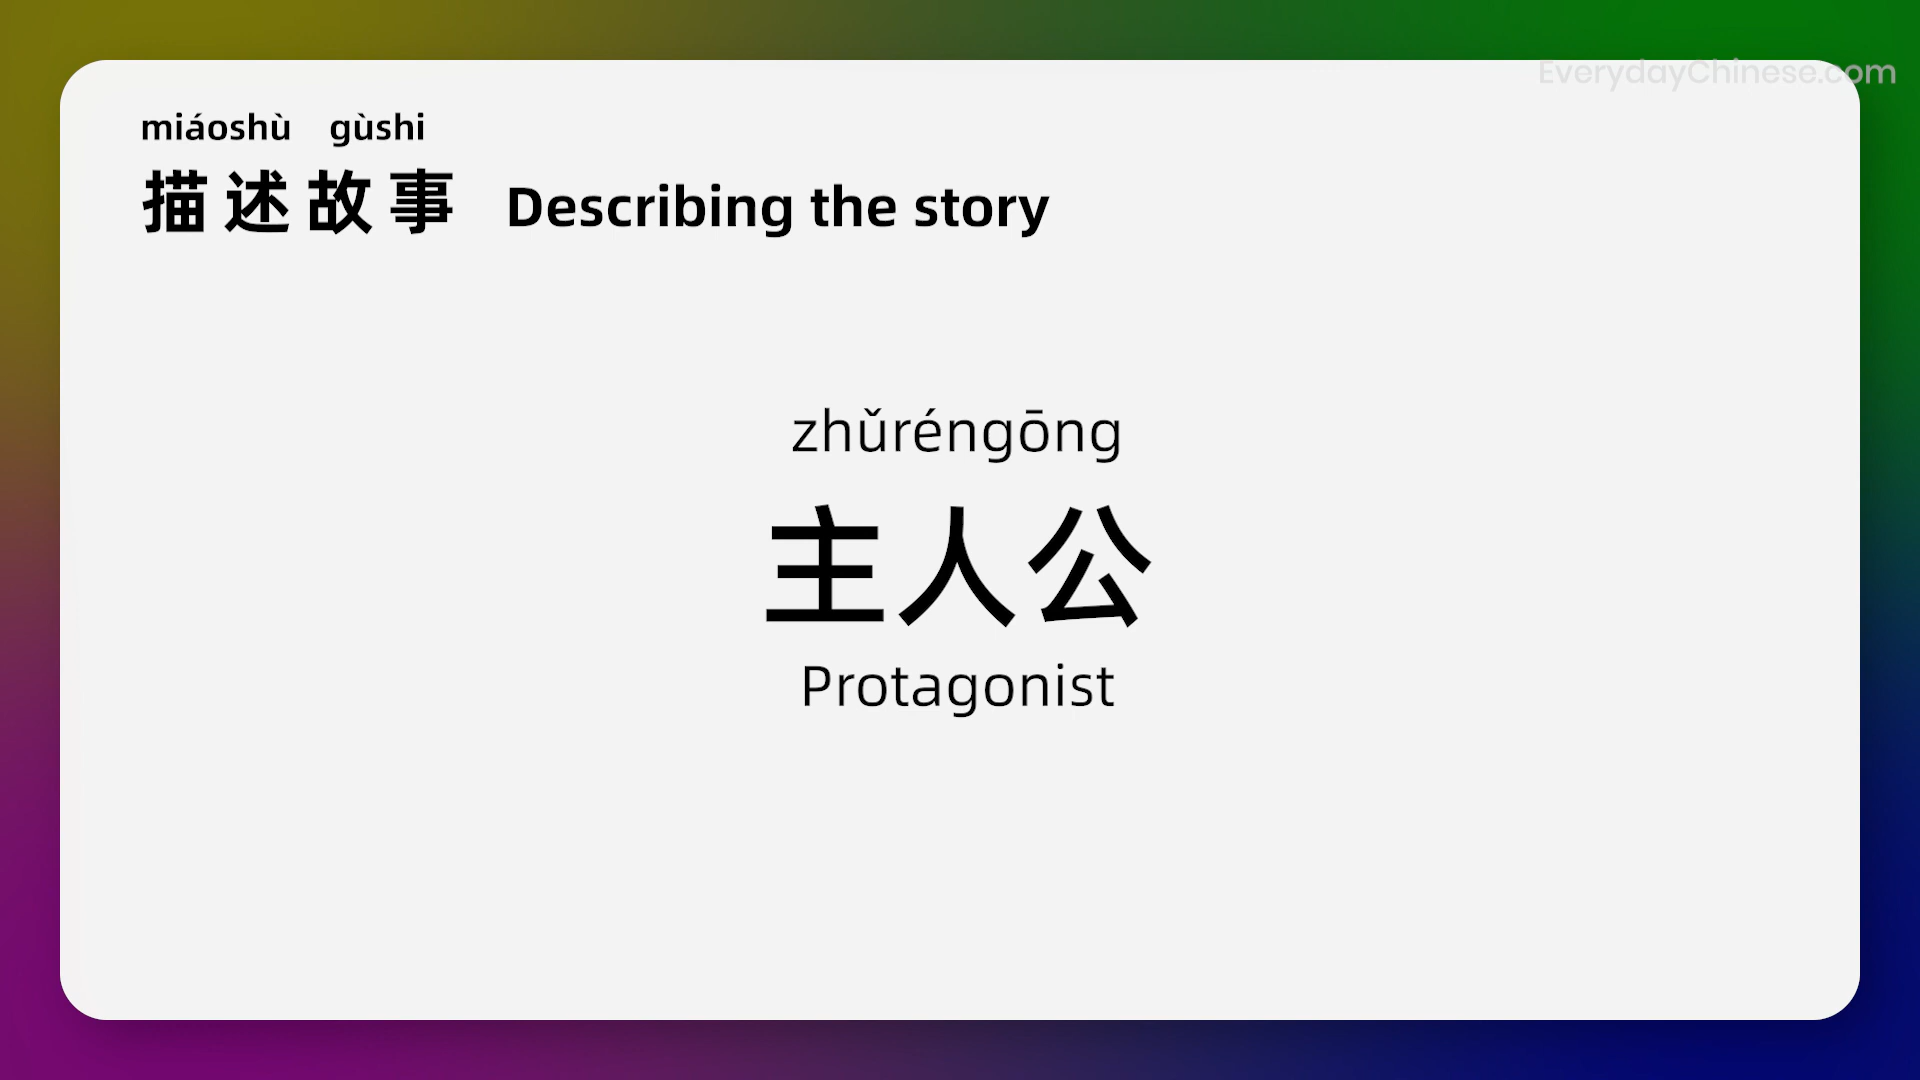 EverydayChinese.com
miáoshù gùshi
描述故事 Describing the story
zhǔréngōng
主人公
Protagonist